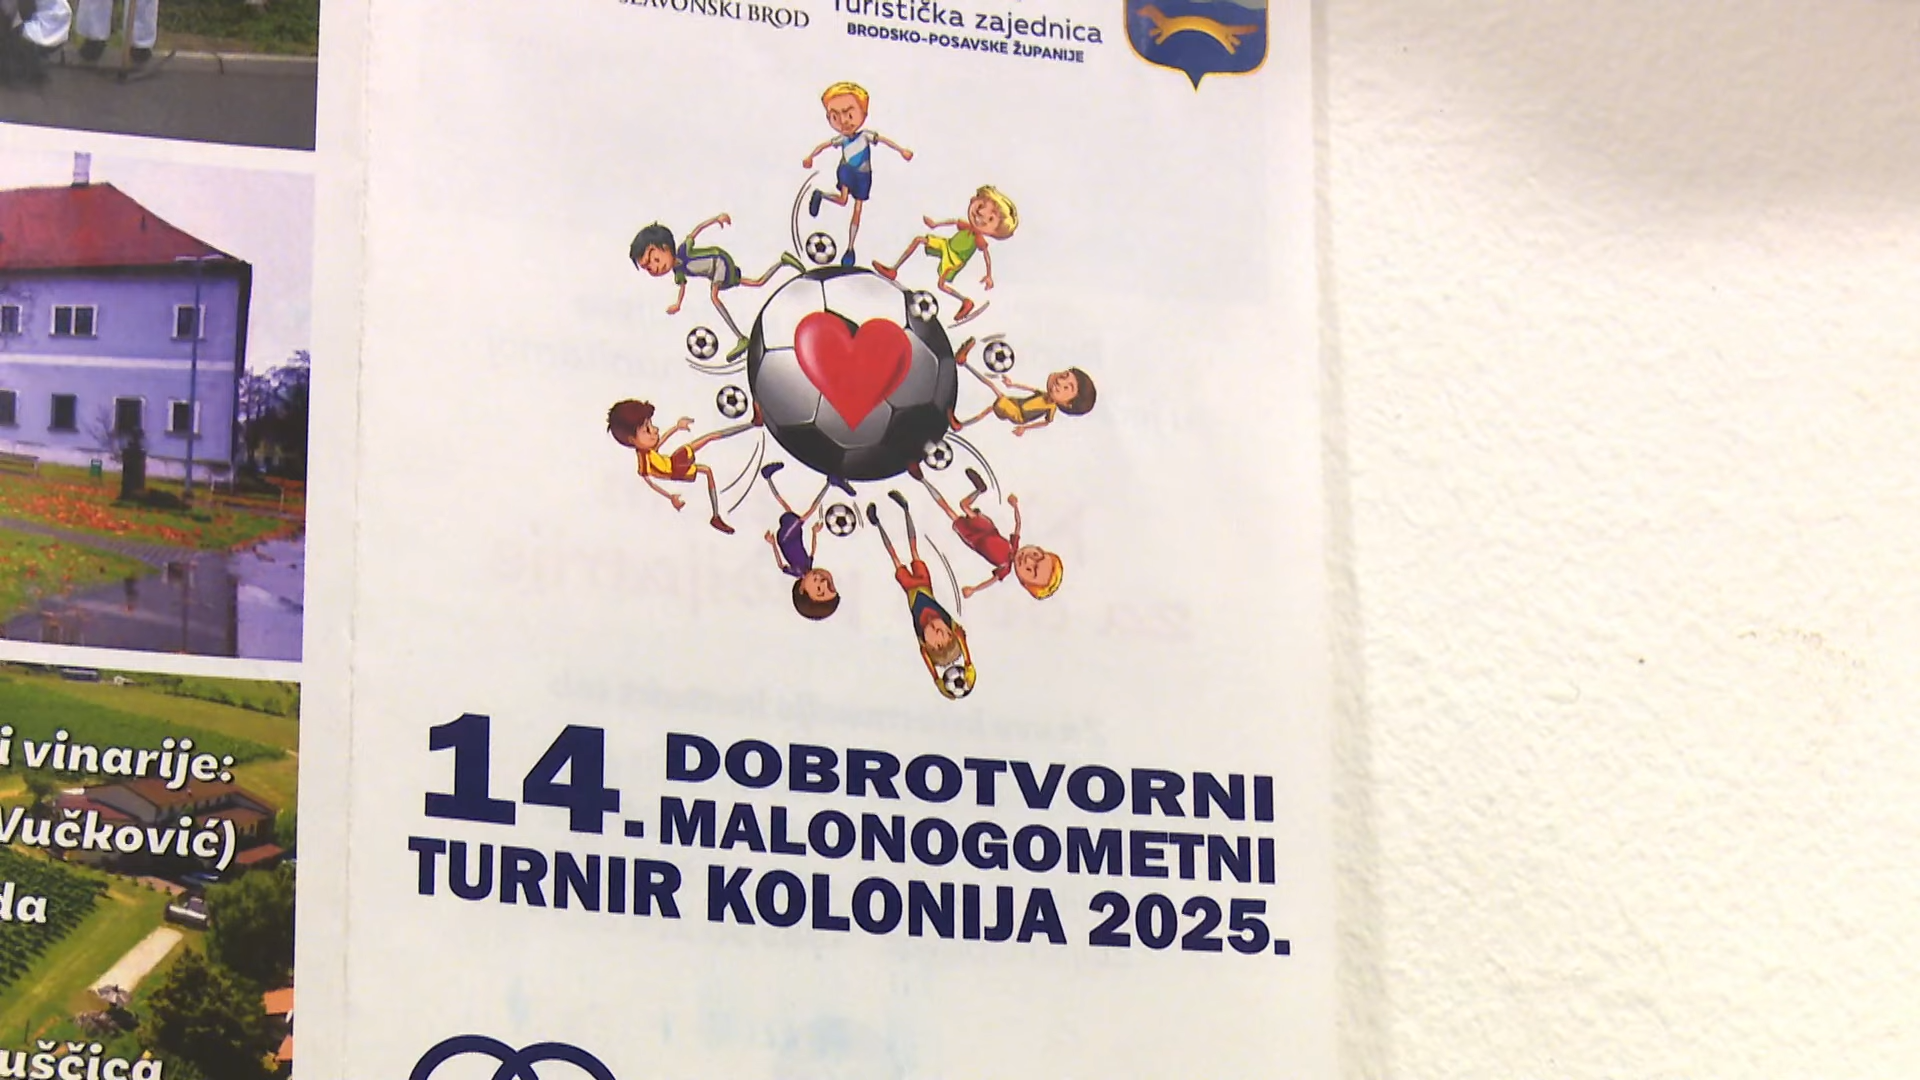 SLAVONSKI BROD
Turistička zajednica
BRODSKO-POSAVSKE ŽUPANIJE
i vinarije:
Vučković)
da
uščica
14. DOBROTVORNI
MALONOGOMETNI
TURNIR KOLONIJA 2025.